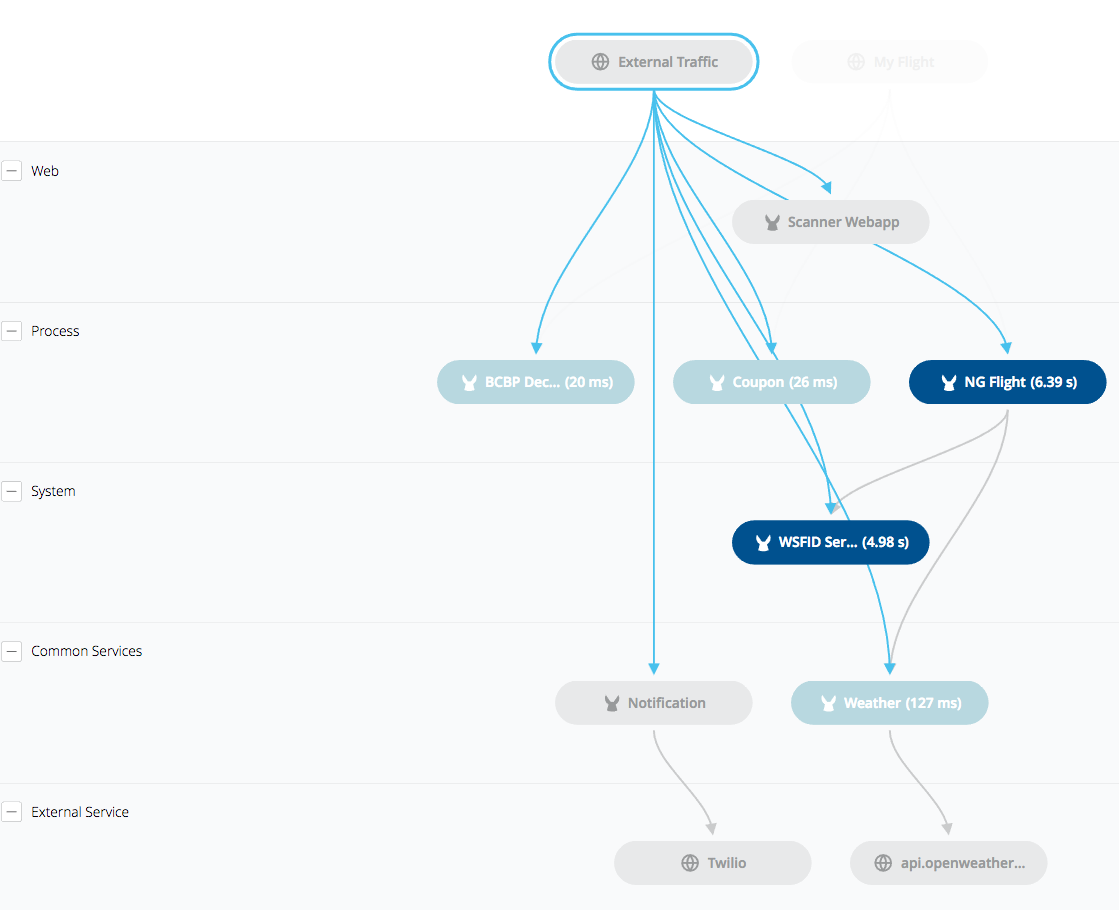 External Traffic
My Flight
Web
Scanner Webapp
Process
BCBP Dec... (20 ms)
Coupon (26 ms)
NG Flight (6.39 s)
System
WSFID Ser... (4.98 s)
Common Services
Notification
Weather (127 ms)
External Service
Twilio
api.openweather...